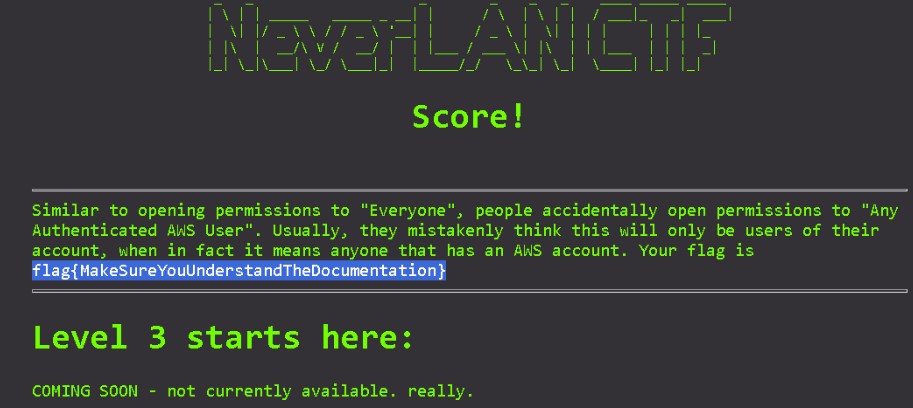 NeverLAN CTF
Score!
Similar to opening permissions to "Everyone", people accidentally open permissions to "Any
Authenticated AWS User". Usually, they mistakenly think this will only be users of their
account, when in fact it means anyone that has an AWS account. Your flag is
flag{MakeSureYouUnderstandTheDocumentation}
Level 3 starts here:
COMING SOON - not currently available. really.